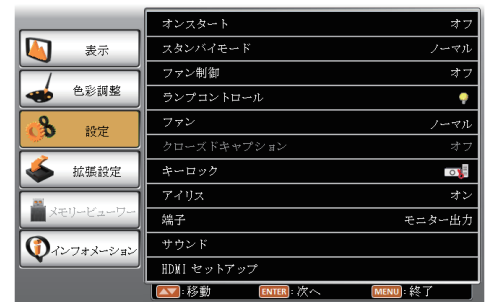 表示
色彩調整
設定
拡張設定
メモリービューワー
インフォメーション
オンスタート オフ
スタンバイモード ノーマル
ファン制御 オフ
ランプコントロール
ファン ノーマル
クローズドキャプション オフ
キーロック
アイリス オン
端子 モニター出力
サウンド
HDMI セットアップ
:移動 ENTER:次へ MENU:終了